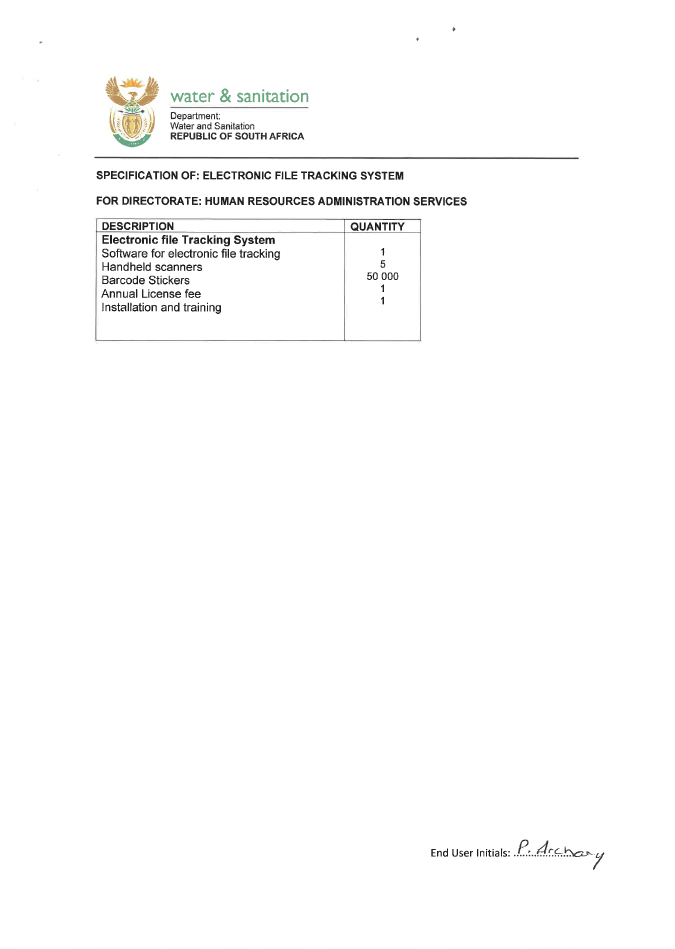 water & sanitation
Department:
Water and Sanitation
REPUBLIC OF SOUTH AFRICA
SPECIFICATION OF: ELECTRONIC FILE TRACKING SYSTEM
FOR DIRECTORATE: HUMAN RESOURCES ADMINISTRATION SERVICES
DESCRIPTION QUANTITY
Electronic file Tracking System
Software for electronic file tracking 1
Handheld scanners 5
Barcode Stickers 50 000
Annual License fee 1
Installation and training 1
End User Initials: P. Archary